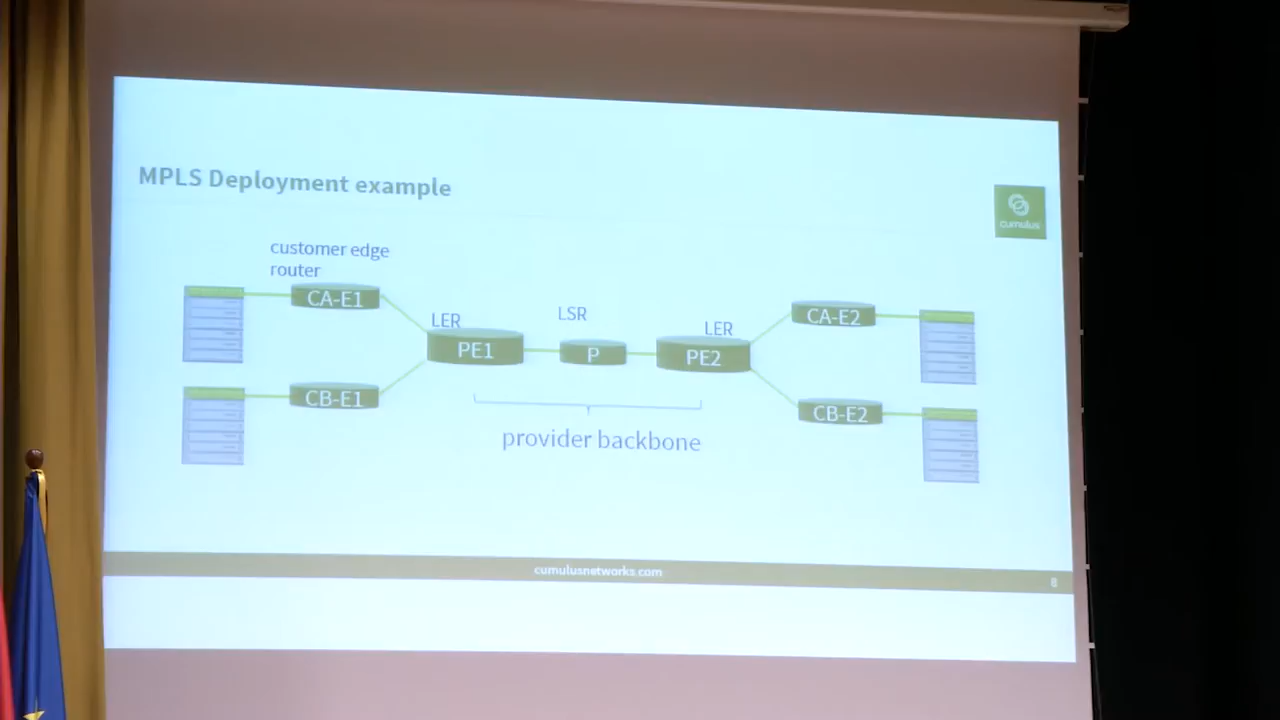 MPLS Deployment example
cumulus
customer edge
router
CA-E1
LER
LSR
LER
CA-E2
PE1
P
PE2
CB-E1
CB-E2
provider backbone
cumulusnetworks.com
8